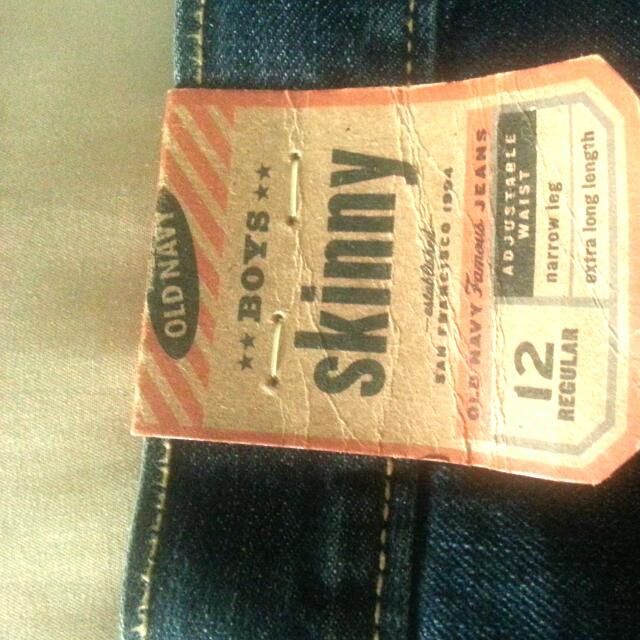 OLD NAVY
BOYS
skinny
established
SAN FRANCISCO 1994
OLD NAVY Famous JEANS
12
REGULAR
ADJUSTABLE
WAIST
narrow leg
extra long length